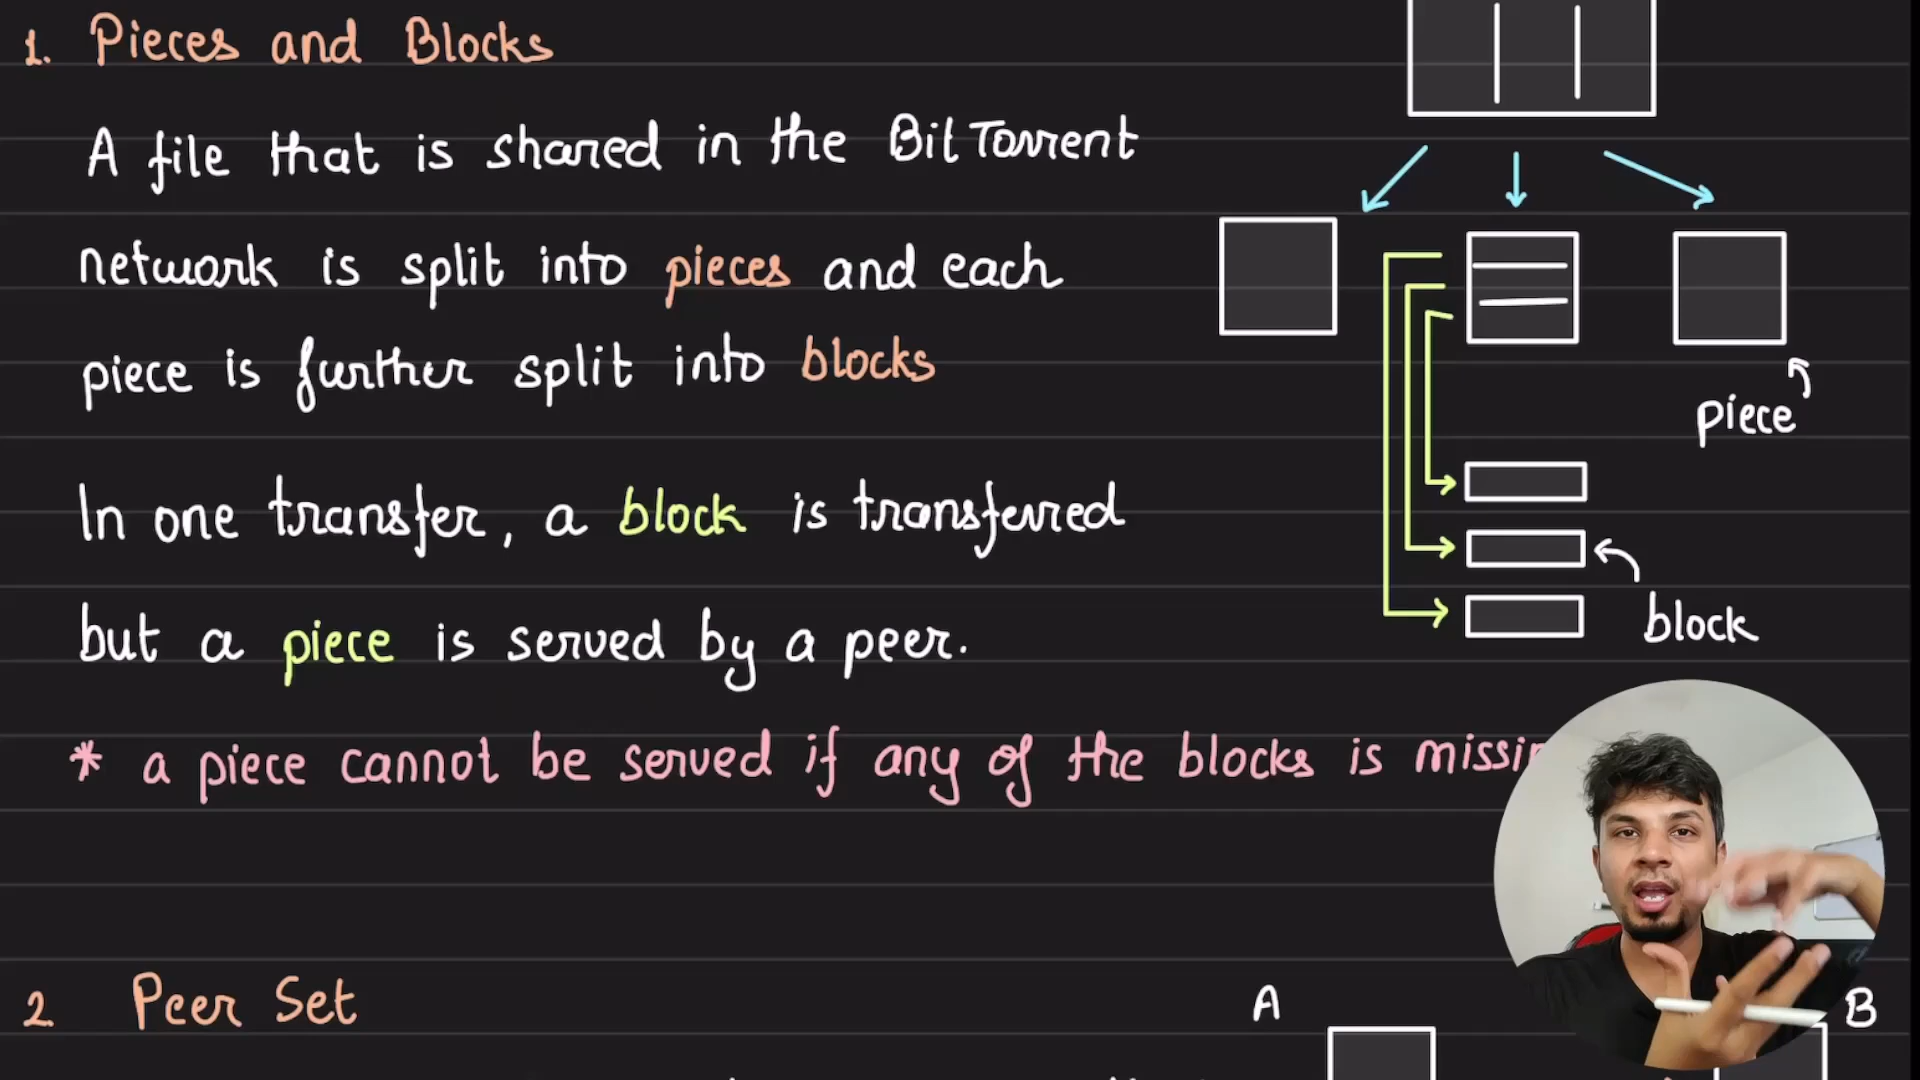 1. Pieces and Blocks
A file that is shared in the BitTorrent
network is split into pieces and each
piece is further split into blocks
In one transfer, a block is transferred
but a piece is served by a peer.
* a piece cannot be served if any of the blocks is missin
piece
block
2. Peer Set
A
B